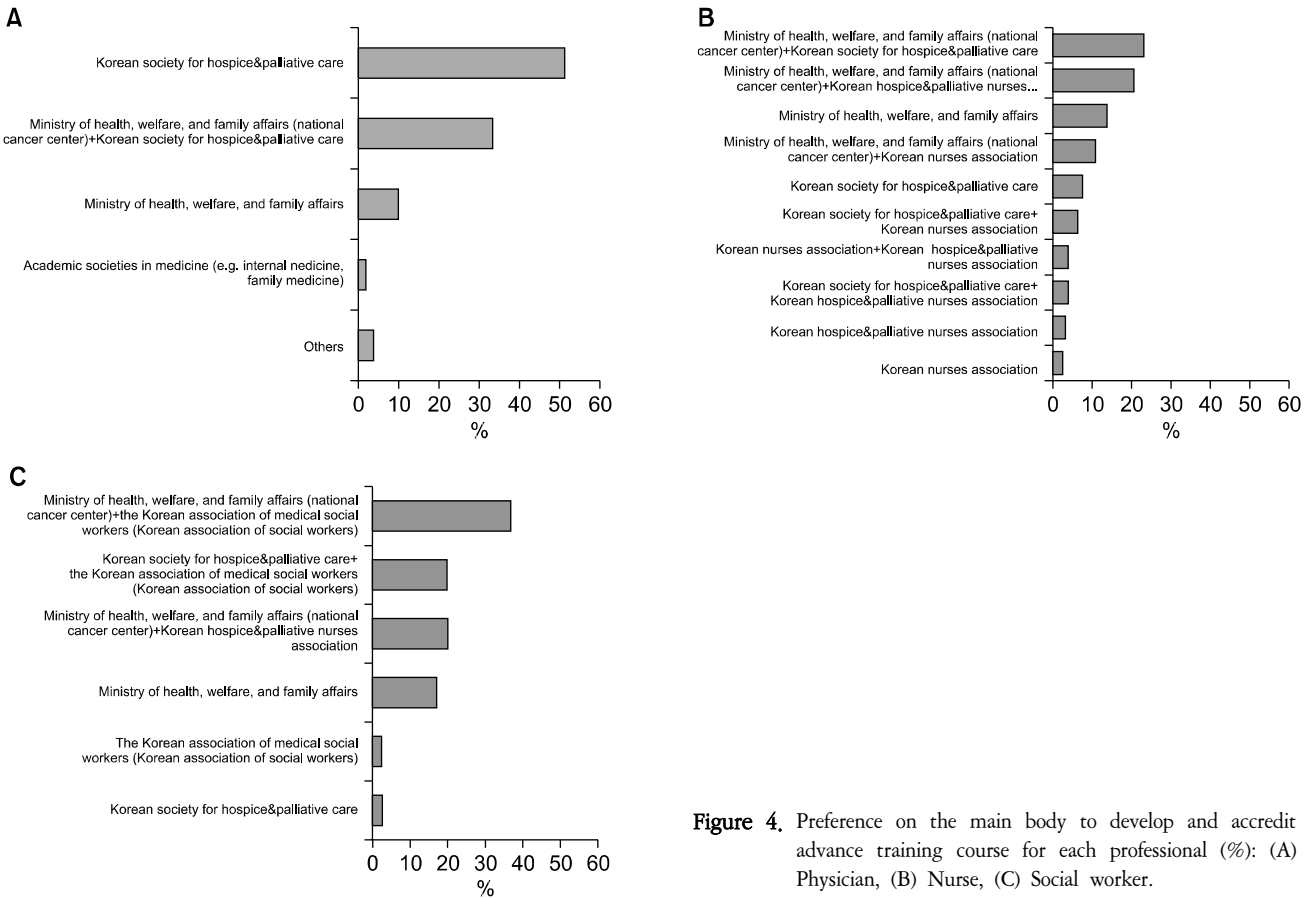 A
Korean society for hospice&palliative care
Ministry of health, welfare, and family affairs (national
cancer center)+Korean society for hospice&palliative care
Ministry of health, welfare, and family affairs
Academic societies in medicine (e.g. internal nedicine,
family medicine)
Others
0 10 20 30 40 50 60
%
B
Ministry of health, welfare, and family affairs (national
cancer center)+Korean society for hospice&palliative care
Ministry of health, welfare, and family affairs (national
cancer center)+Korean hospice&palliative nurses...
Ministry of health, welfare, and family affairs
Ministry of health, welfare, and family affairs (national
cancer center)+Korean nurses association
Korean society for hospice&palliative care
Korean society for hospice&palliative care+
Korean nurses association
Korean nurses association+Korean hospice&palliative
nurses association
Korean society for hospice&palliative care+
Korean hospice&palliative nurses association
Korean hospice&palliative nurses association
Korean nurses association
0 10 20 30 40 50 60
%
C
Ministry of health, welfare, and family affairs (national
cancer center)+the Korean association of medical social
workers (Korean association of social workers)
Korean society for hospice&palliative care+
the Korean association of medical social workers
(Korean association of social workers)
Ministry of health, welfare, and family affairs (national
cancer center)+Korean hospice&palliative nurses
association
Ministry of health, welfare, and family affairs
The Korean association of medical social
workers (Korean association of social workers)
Korean society for hospice&palliative care
0 10 20 30 40 50 60
%
Figure 4. Preference on the main body to develop and accredit
advance training course for each professional (%): (A)
Physician, (B) Nurse, (C) Social worker.